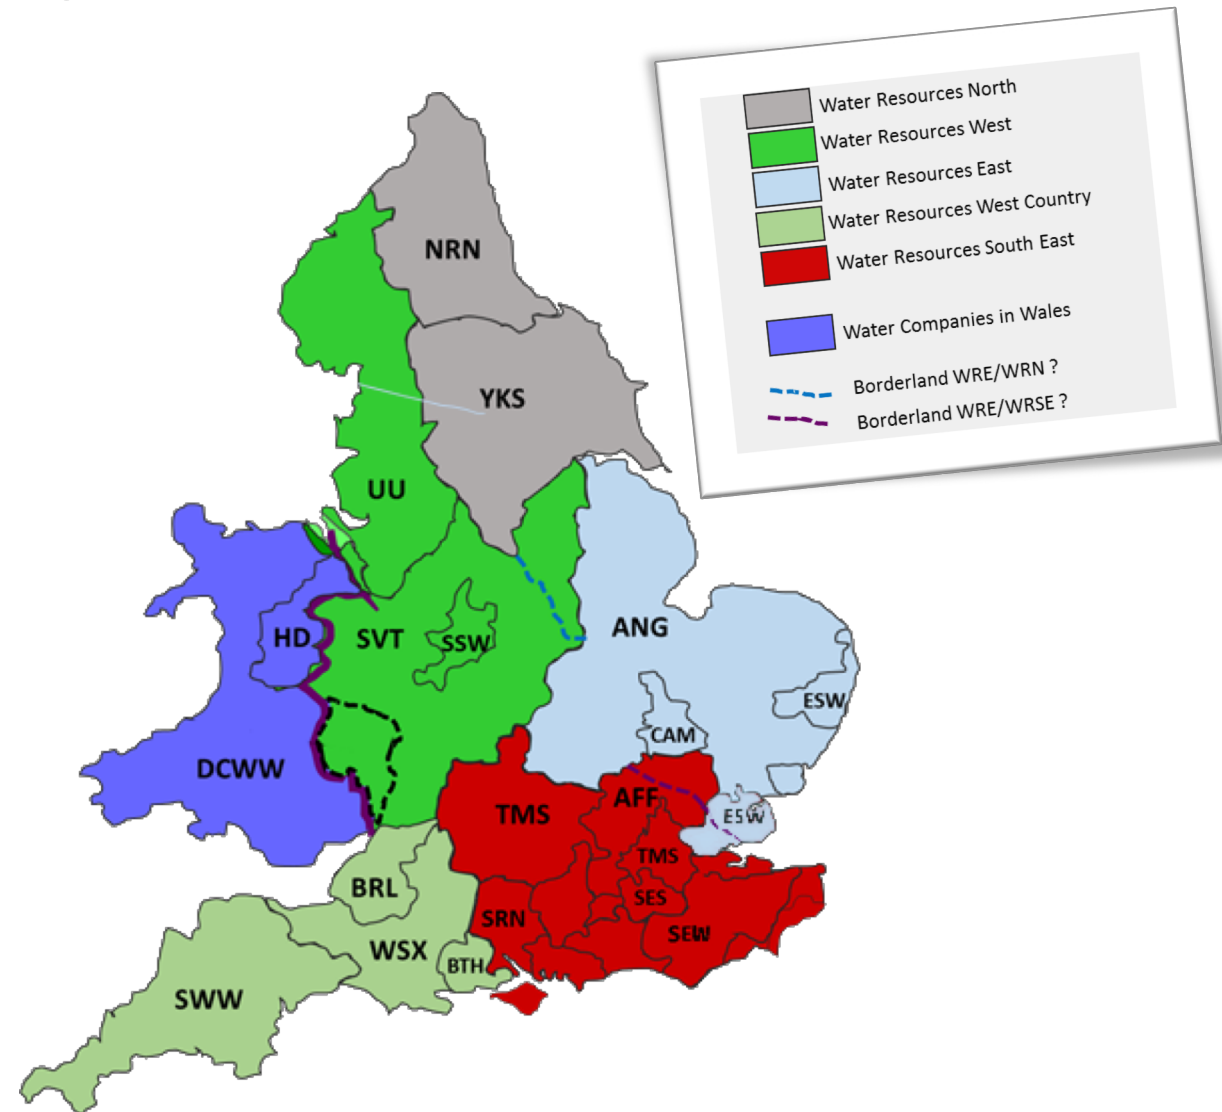 Water Resources North
Water Resources West
Water Resources East
Water Resources West Country
Water Resources South East
Water Companies in Wales
Borderland WRE/WRN ?
Borderland WRE/WRSE ?
NRN
YKS
UU
HD
SVT
SSW
ANG
ESW
CAM
DCWW
AFF
TMS
ESW
TMS
BRL
SES
SRN
SEW
WSX
BTH
SWW